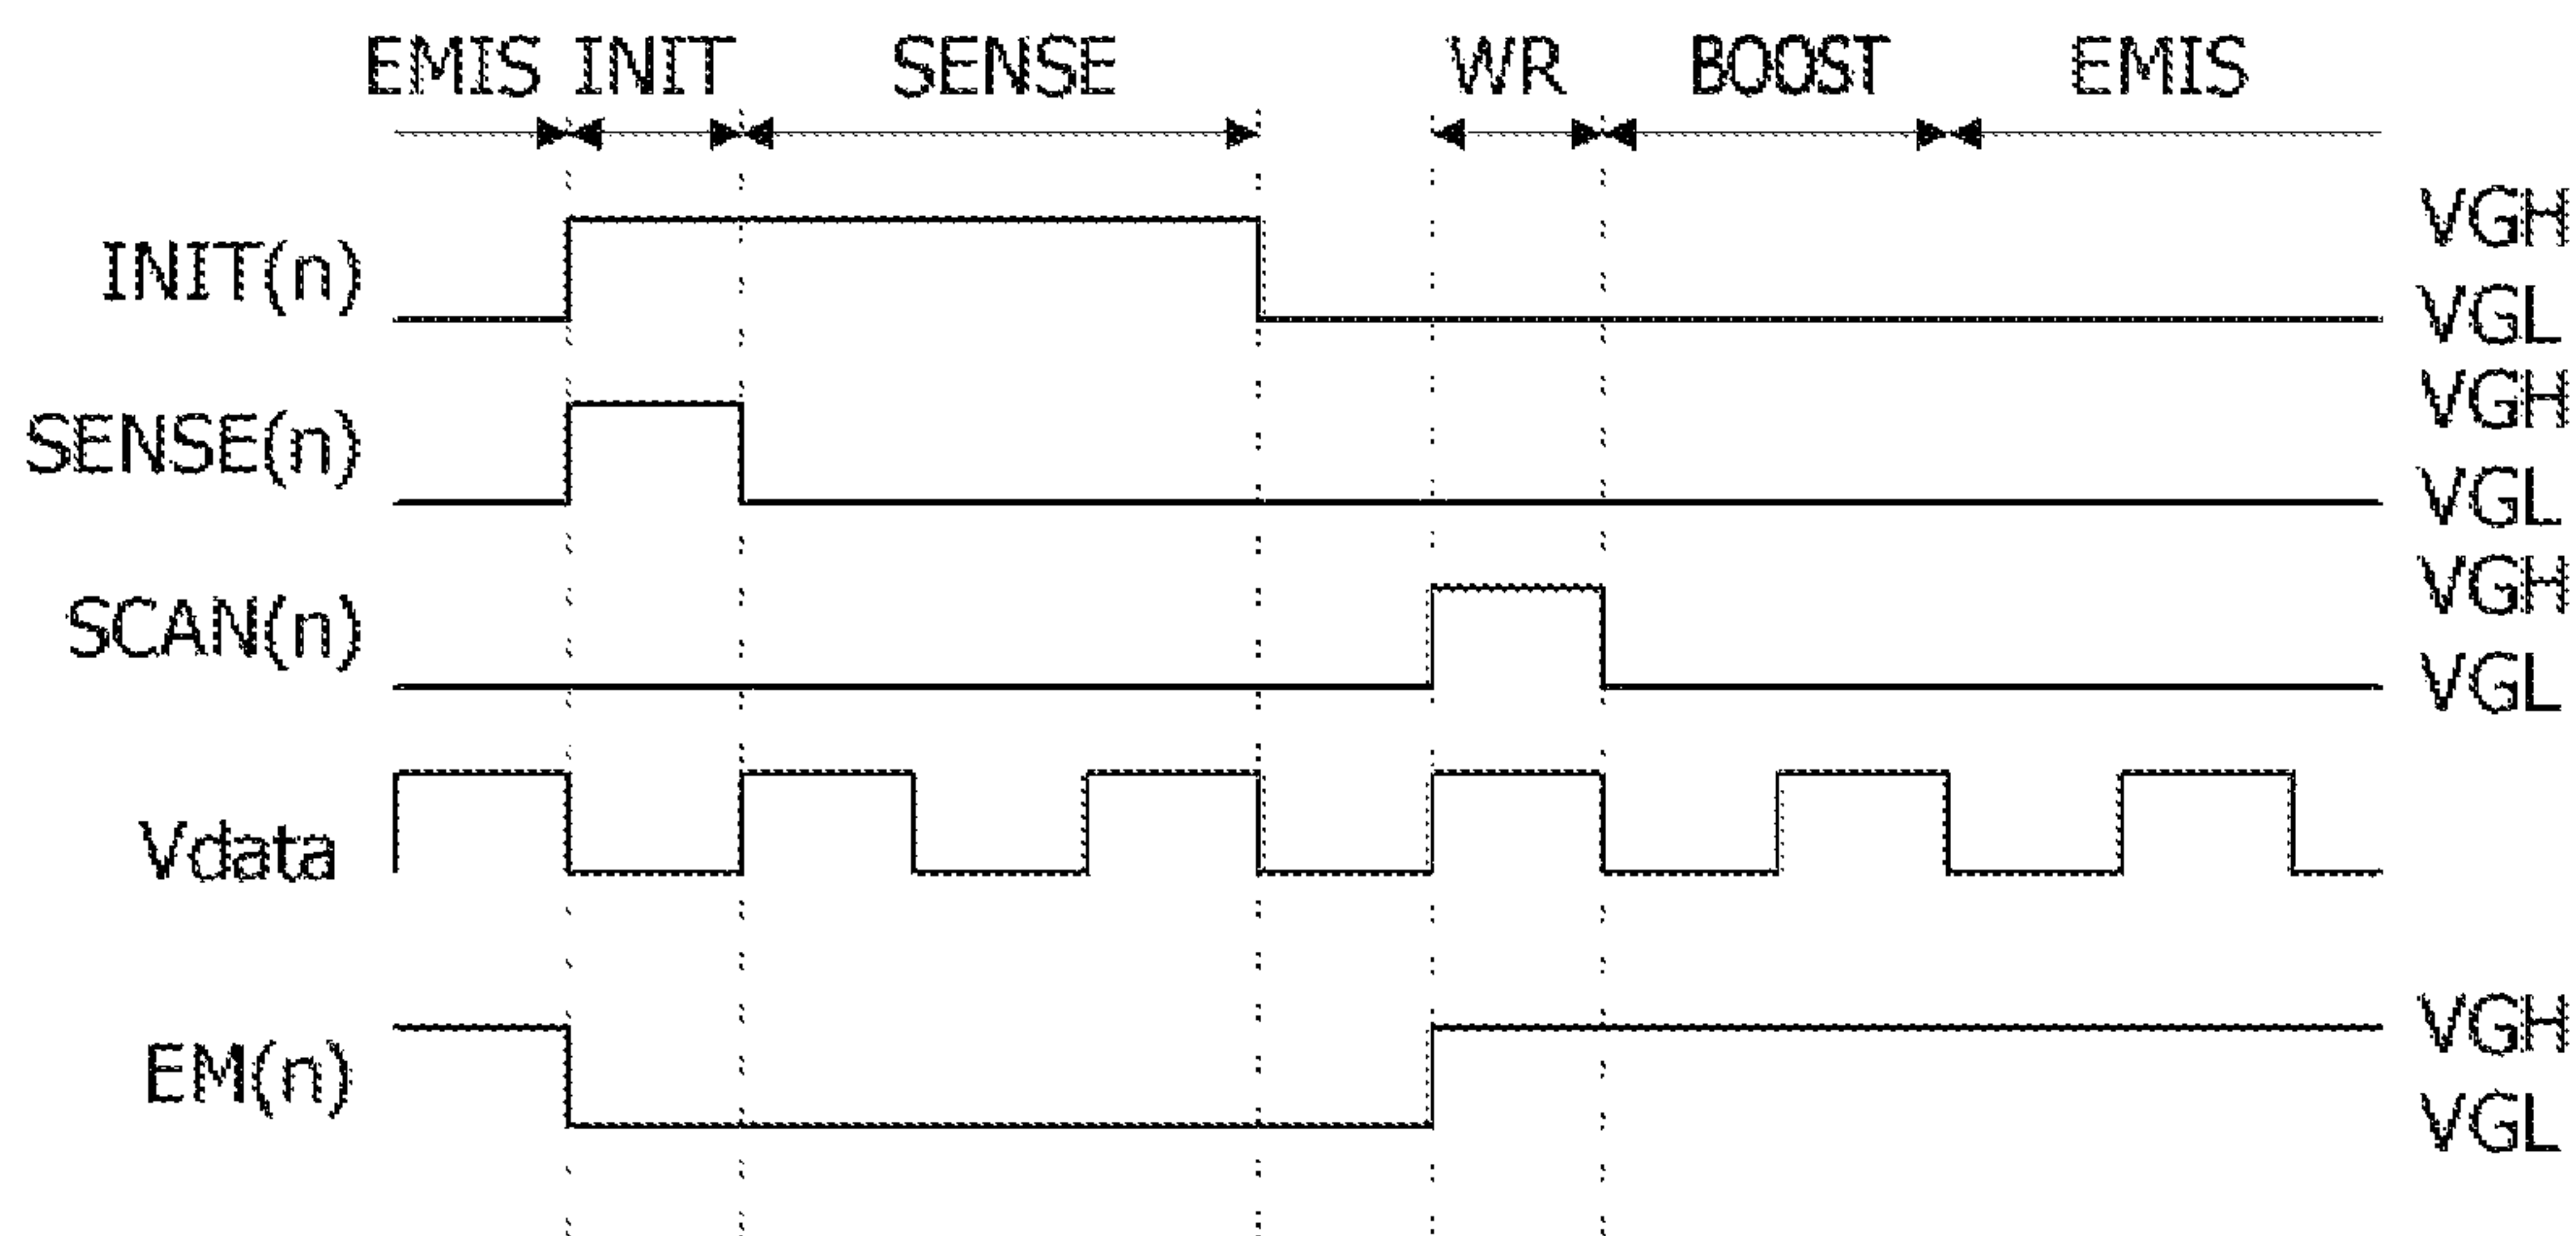 EMIS INIT SENSE WR BOOST EMIS
INIT(n) VGH
VGL
SENSE(n) VGH
VGL
SCAN(n) VGH
VGL
Vdata
EM(n) VGH
VGL